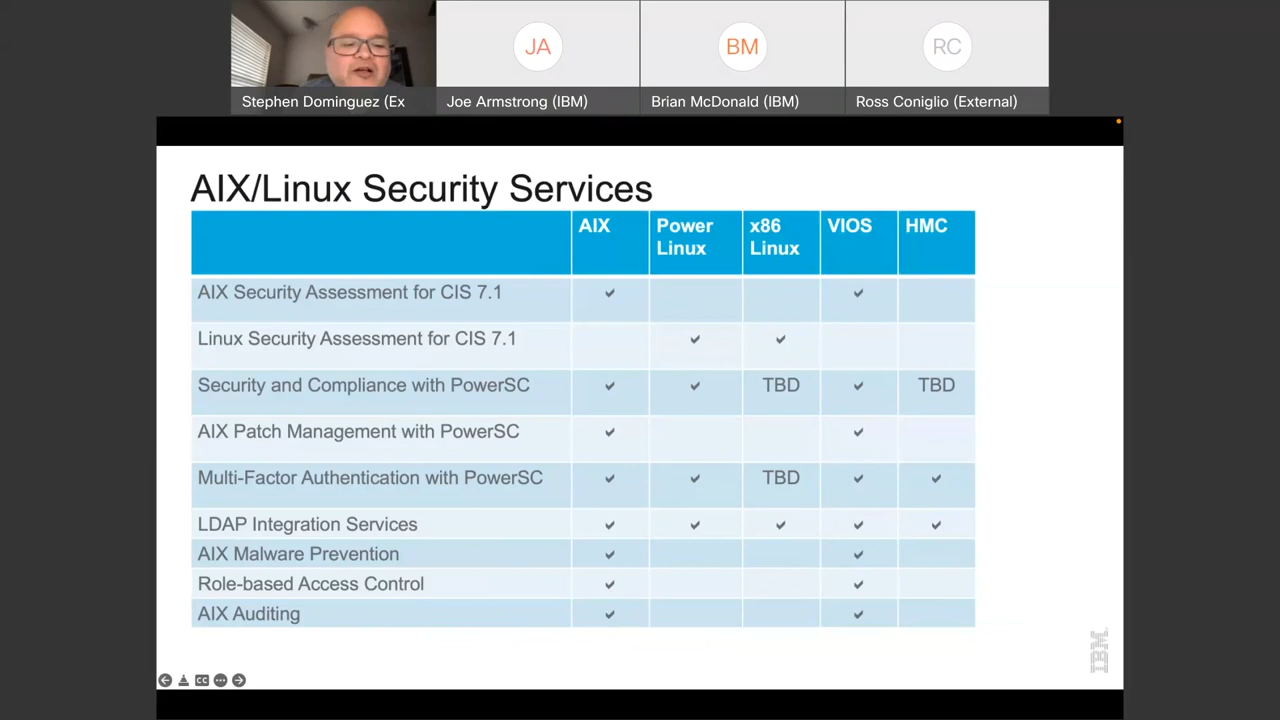 Stephen Dominguez (Ex
JA
Joe Armstrong (IBM)
BM
Brian McDonald (IBM)
RC
Ross Coniglio (External)
AIX/Linux Security Services
AIX Power Linux x86 Linux VIOS HMC
AIX Security Assessment for CIS 7.1 ✓ ✓
Linux Security Assessment for CIS 7.1 ✓ ✓
Security and Compliance with PowerSC ✓ ✓ TBD ✓ TBD
AIX Patch Management with PowerSC ✓ ✓
Multi-Factor Authentication with PowerSC ✓ ✓ TBD ✓ ✓
LDAP Integration Services ✓ ✓ ✓ ✓ ✓
AIX Malware Prevention ✓ ✓
Role-based Access Control ✓ ✓
AIX Auditing ✓ ✓
IBM
CC